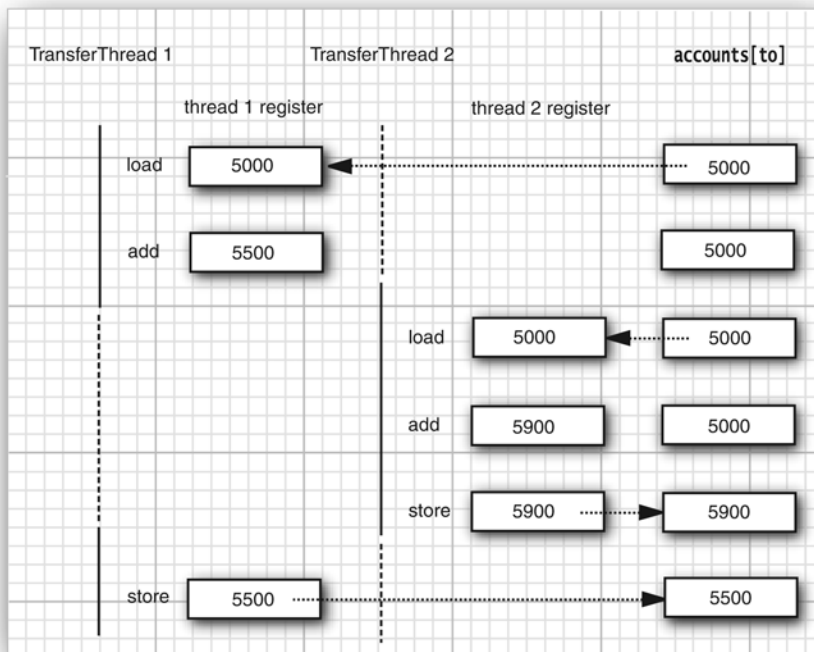 TransferThread 1 TransferThread 2 accounts[to]
thread 1 register thread 2 register
load 5000 5000
add 5500 5000
load 5000 5000
add 5900 5000
store 5900 5900
store 5500 5500